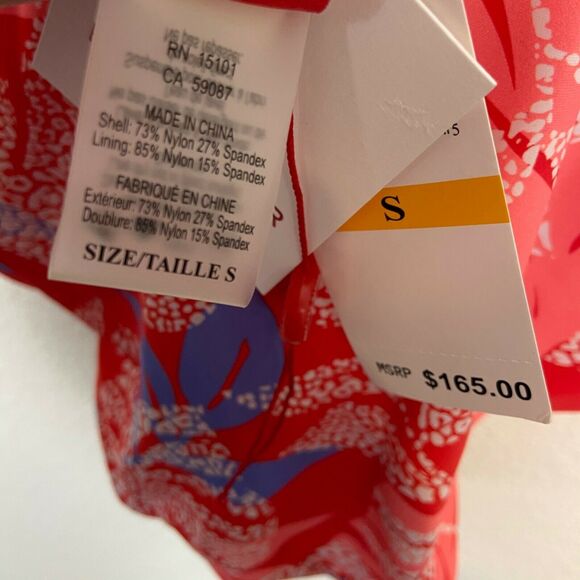 RN 15101
CA 59087
MADE IN CHINA
Shell: 73% Nylon 27% Spandex
Lining: 85% Nylon 15% Spandex
FABRIQUÉ EN CHINE
Extérieur: 73% Nylon 27% Spandex
Doublure: 85% Nylon 15% Spandex
SIZE/TAILLE S
S
MSRP $165.00